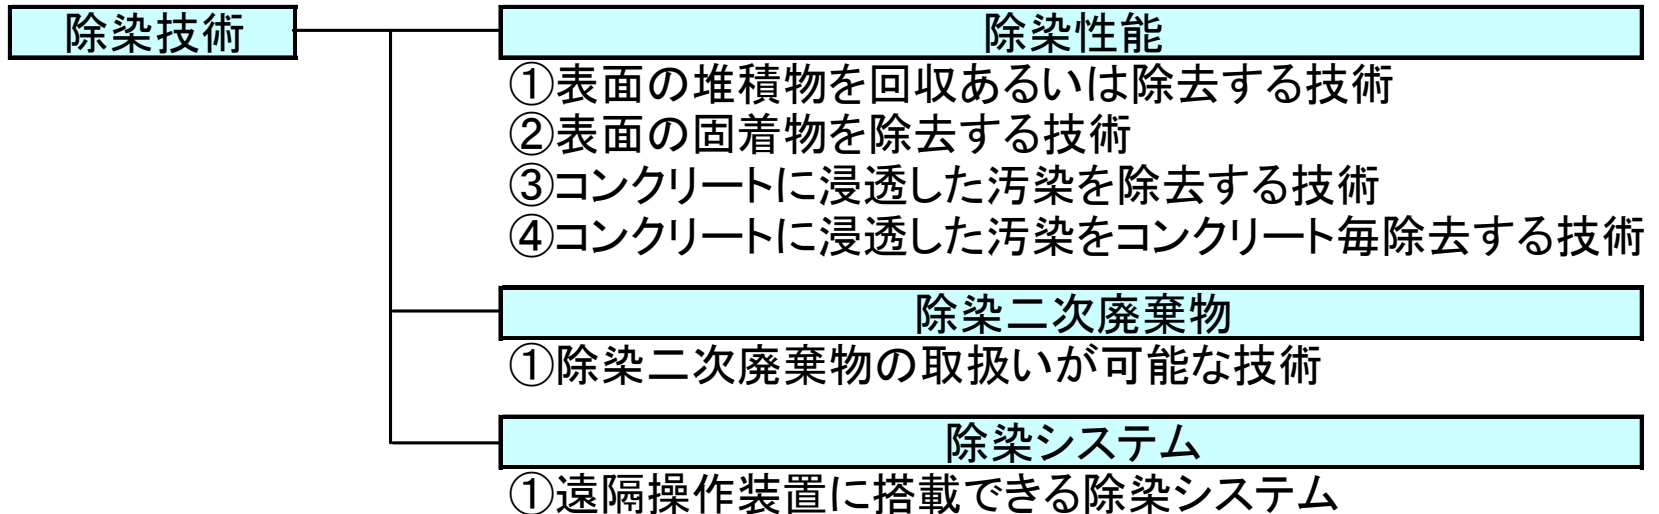 除染技術
除染性能
①表面の堆積物を回収あるいは除去する技術
②表面の固着物を除去する技術
③コンクリートに浸透した汚染を除去する技術
④コンクリートに浸透した汚染をコンクリート毎除去する技術
除染二次廃棄物
①除染二次廃棄物の取扱いが可能な技術
除染システム
①遠隔操作装置に搭載できる除染システム